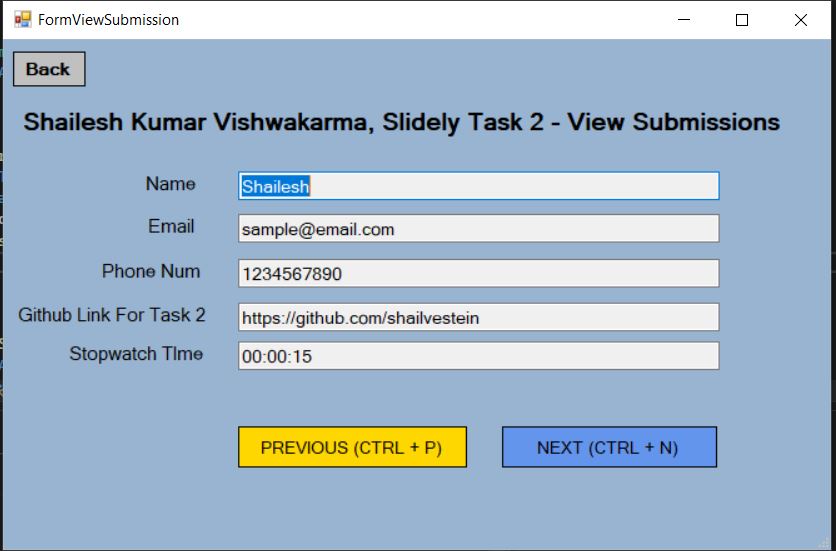 FormViewSubmission
Back
Shailesh Kumar Vishwakarma, Slidely Task 2 - View Submissions
Name Shailesh
Email sample@email.com
Phone Num 1234567890
Github Link For Task 2 https://github.com/shailvestein
Stopwatch TIme 00:00:15
PREVIOUS (CTRL + P) NEXT (CTRL + N)